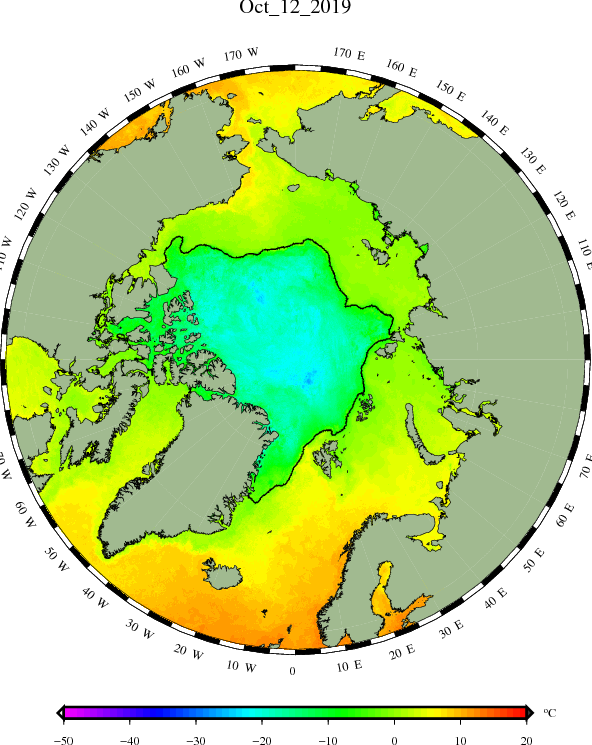 Oct_12_2019
170 W
170 E
160 W
160 E
150 W
150 E
140 W
140 E
130 W
130 E
120 W
120 E
110 E
70 E
60 W
60 E
50 W
50 E
40 W
40 E
30 W
30 E
20 W
20 E
10 W
10 E
0
°C
−50 −40 −30 −20 −10 0 10 20